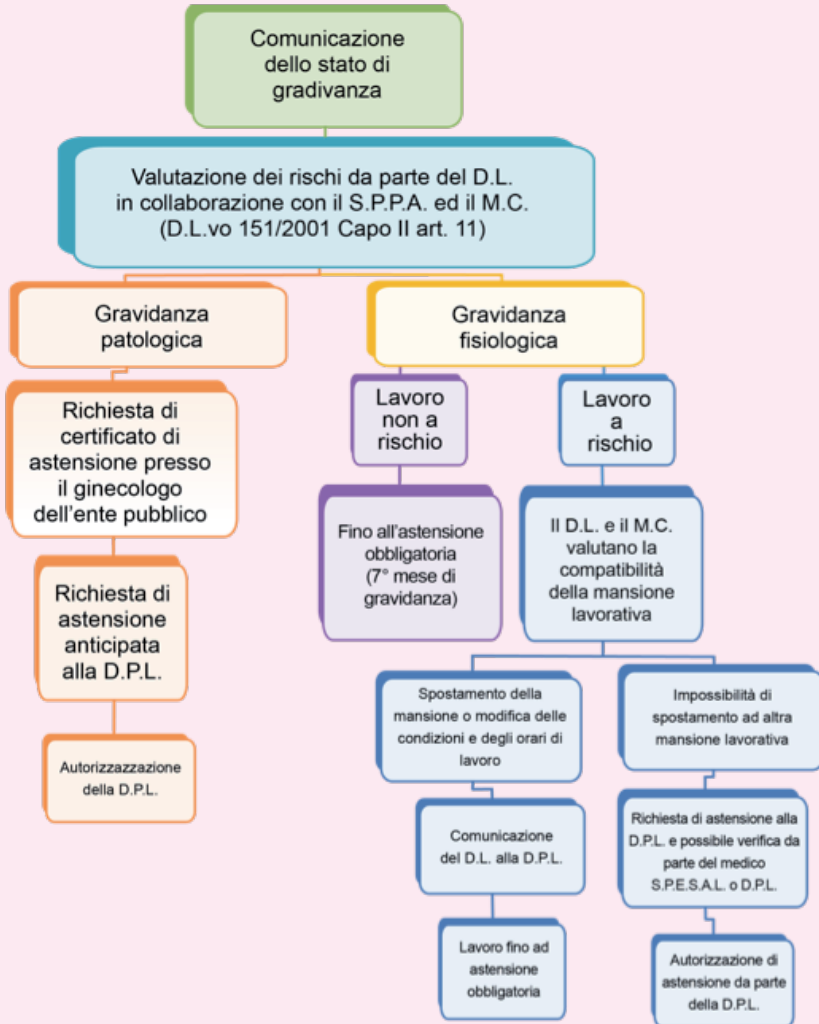 Comunicazione
dello stato di
gradivanza
Valutazione dei rischi da parte del D.L.
in collaborazione con il S.P.P.A. ed il M.C.
(D.L.vo 151/2001 Capo II art. 11)
Gravidanza
patologica
Gravidanza
fisiologica
Richiesta di
certificato di
astensione presso
il ginecologo
dell'ente pubblico
Richiesta di
astensione
anticipata
alla D.P.L.
Autorizzazzazione
della D.P.L.
Lavoro
non a
rischio
Fino all'astensione
obbligatoria
(7° mese di
gravidanza)
Lavoro
a
rischio
Il D.L. e il M.C.
valutano la
compatibilità
della mansione
lavorativa
Spostamento della
mansione o modifica delle
condizioni e degli orari di
lavoro
Comunicazione
del D.L. alla D.P.L.
Lavoro fino ad
astensione
obbligatoria
Impossibilità di
spostamento ad altra
mansione lavorativa
Richiesta di astensione alla
D.P.L. e possibile verifica da
parte del medico
S.P.E.S.A.L. o D.P.L.
Autorizzazione di
astensione da parte
della D.P.L.